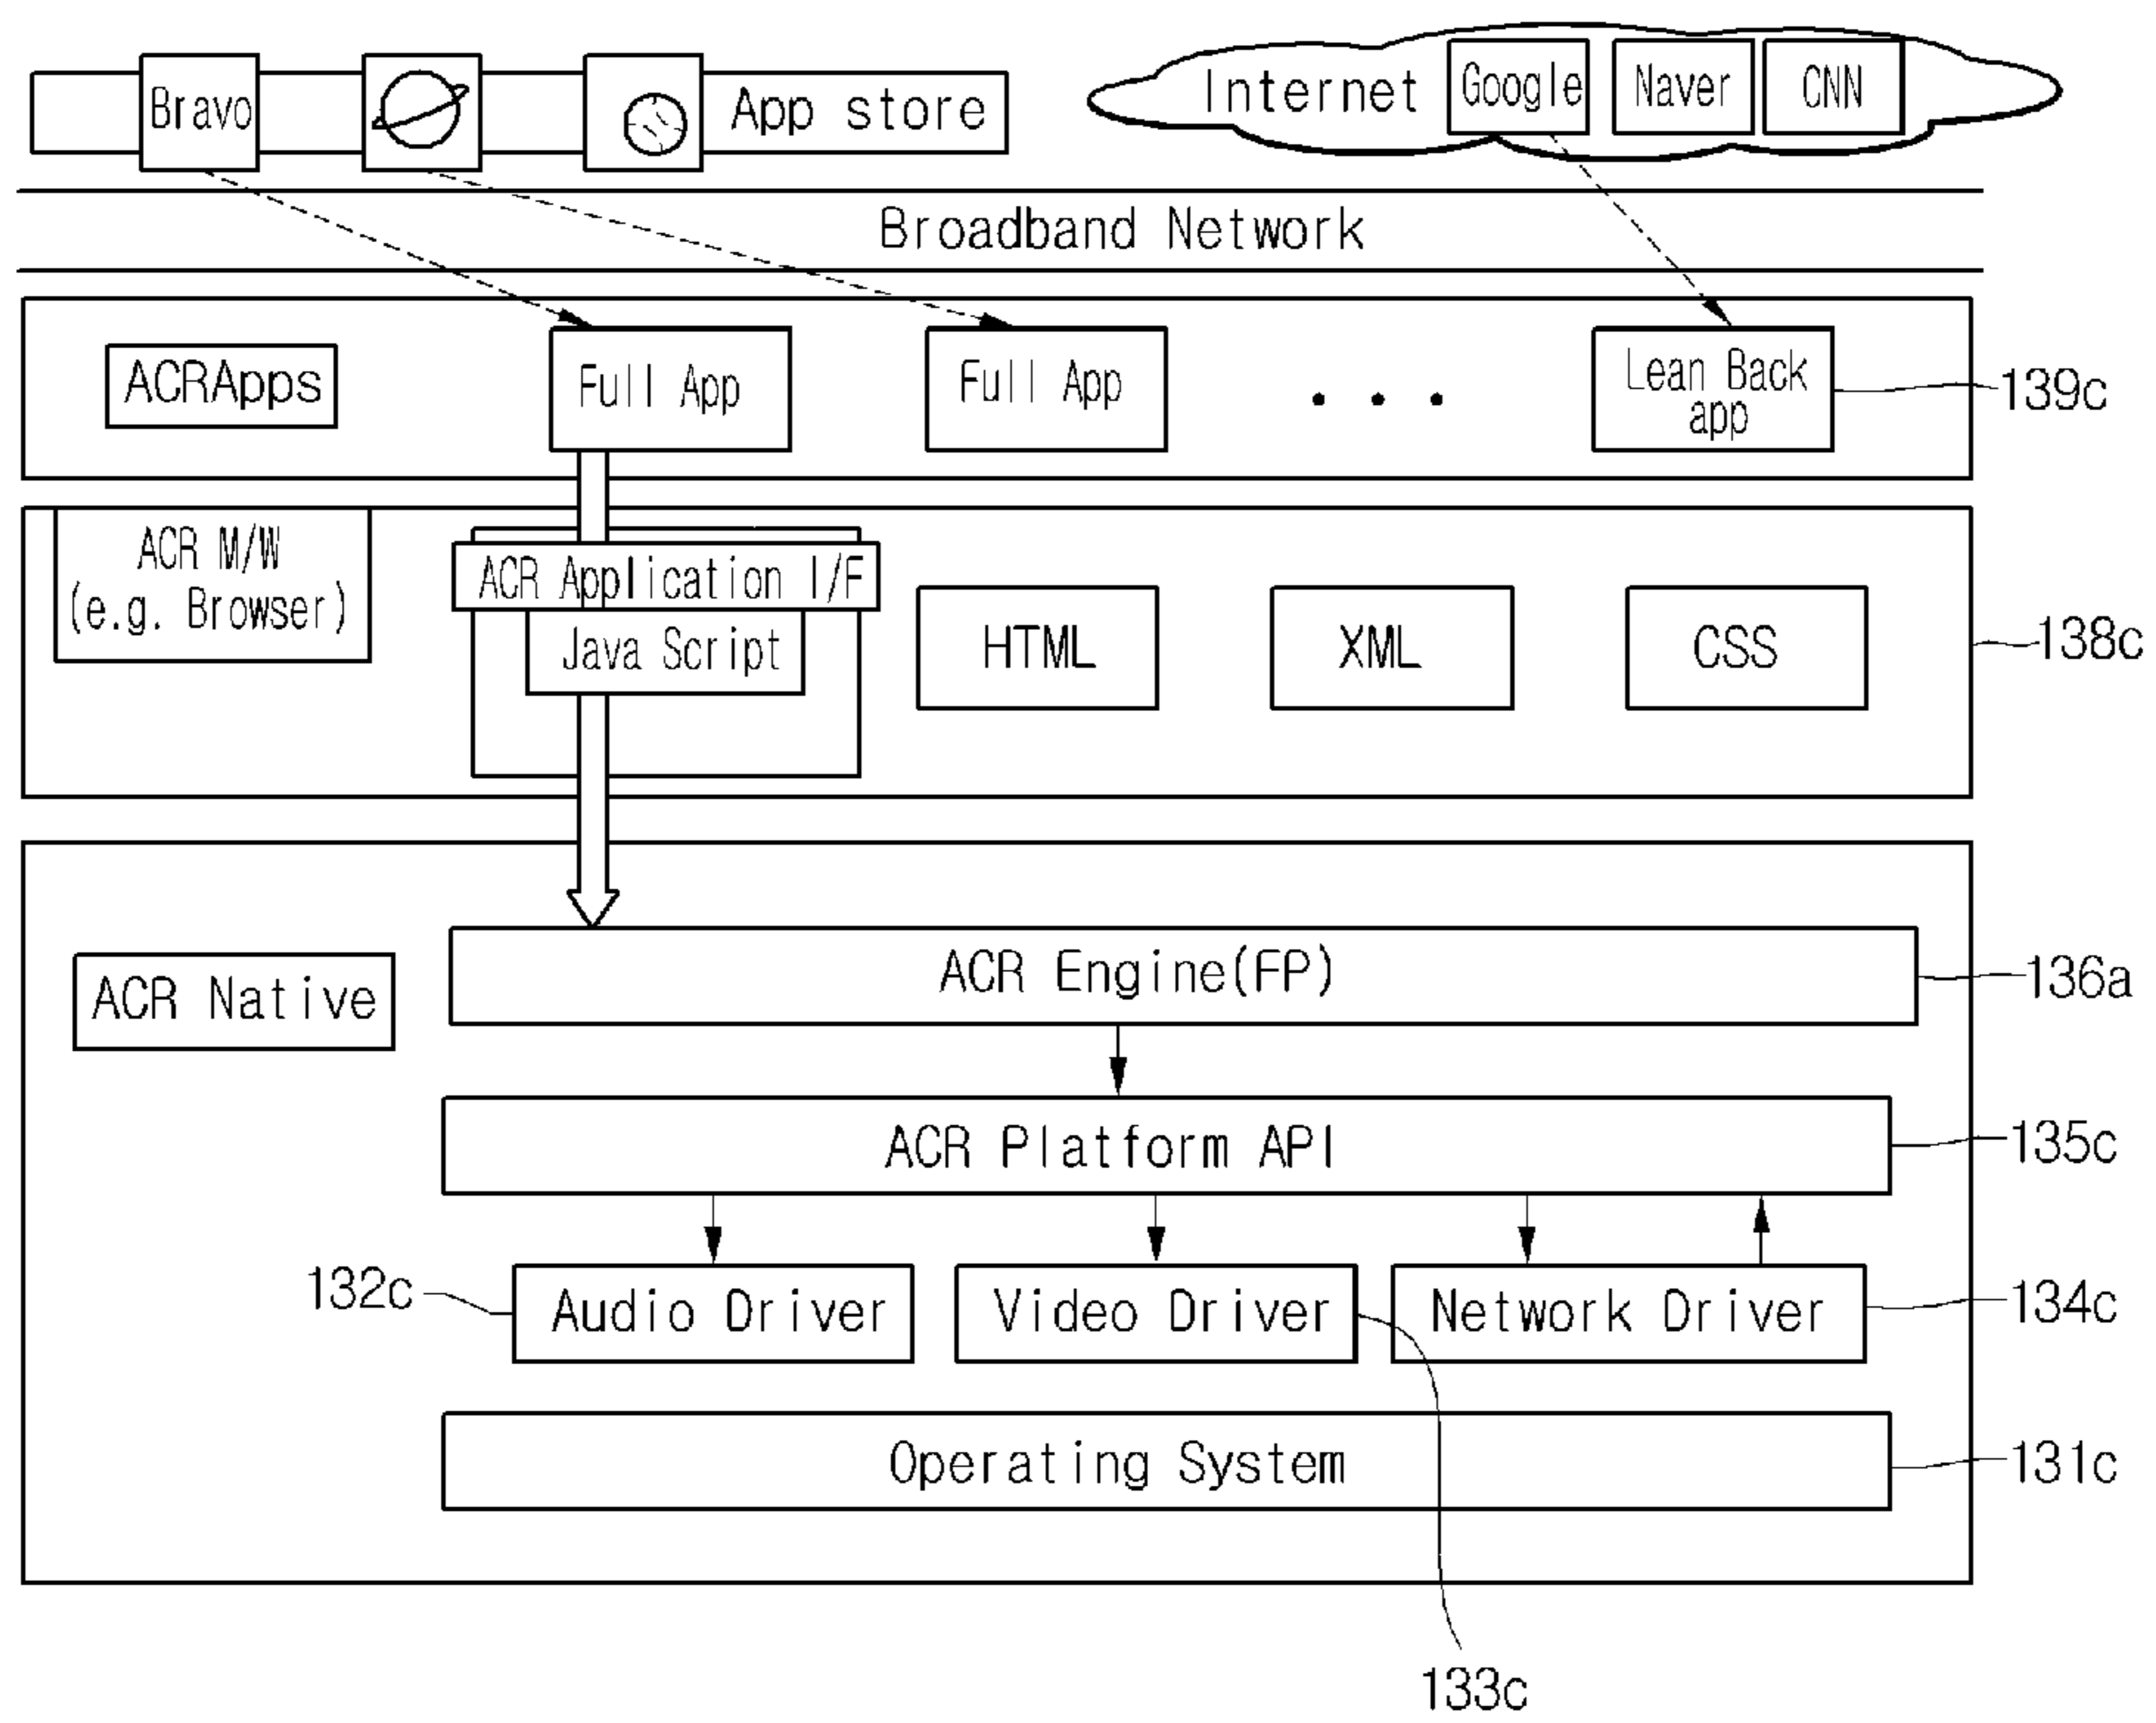 Bravo
App store
Internet
Google
Naver
CNN
Broadband Network
ACRApps
Full App
Full App
• • •
Lean Back
app
139c
ACR M/W
(e.g. Browser)
ACR Application I/F
Java Script
HTML
XML
CSS
138c
ACR Native
ACR Engine(FP)
136a
ACR Platform API
135c
132c
Audio Driver
Video Driver
Network Driver
134c
Operating System
131c
133c